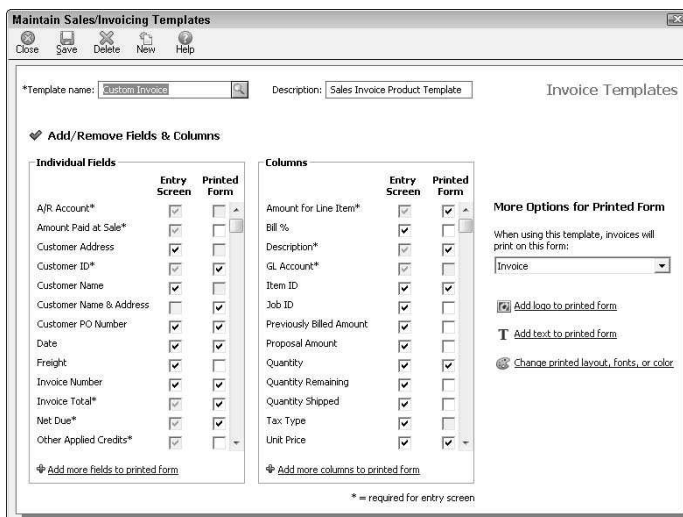 Maintain Sales/Invoicing Templates
Close Save Delete New Help
*Template name: Custom Invoice Description: Sales Invoice Product Template Invoice Templates
Add/Remove Fields & Columns
Individual Fields
Entry Screen Printed Form
A/R Account*
Amount Paid at Sale*
Customer Address
Customer ID*
Customer Name
Customer Name & Address
Customer PO Number
Date
Freight
Invoice Number
Invoice Total*
Net Due*
Other Applied Credits*
Add more fields to printed form
Columns
Entry Screen Printed Form
Amount for Line Item*
Bill %
Description*
GL Account*
Item ID
Job ID
Previously Billed Amount
Proposal Amount
Quantity
Quantity Remaining
Quantity Shipped
Tax Type
Unit Price
Add more columns to printed form
* = required for entry screen
More Options for Printed Form
When using this template, invoices will
print on this form:
Invoice
Add logo to printed form
T Add text to printed form
Change printed layout, fonts, or color